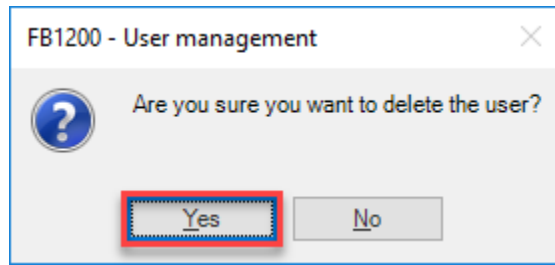 FB1200 - User management
Are you sure you want to delete the user?
Yes No